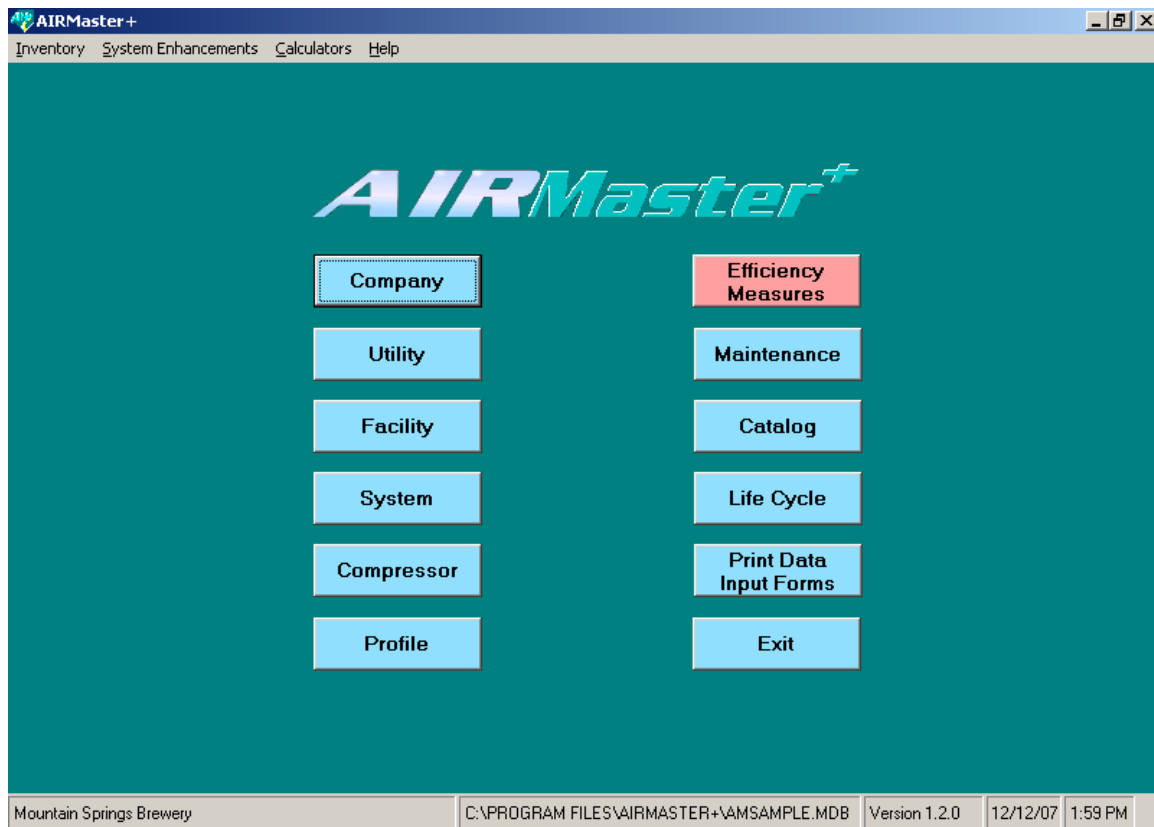 AIRMaster+
Inventory System Enhancements Calculators Help
AIRMaster+
Company
Efficiency
Measures
Utility
Maintenance
Facility
Catalog
System
Life Cycle
Compressor
Print Data
Input Forms
Profile
Exit
Mountain Springs Brewery C:\PROGRAM FILES\AIRMASTER+\AMSAMPLE.MDB Version 1.2.0 12/12/07 1:59 PM